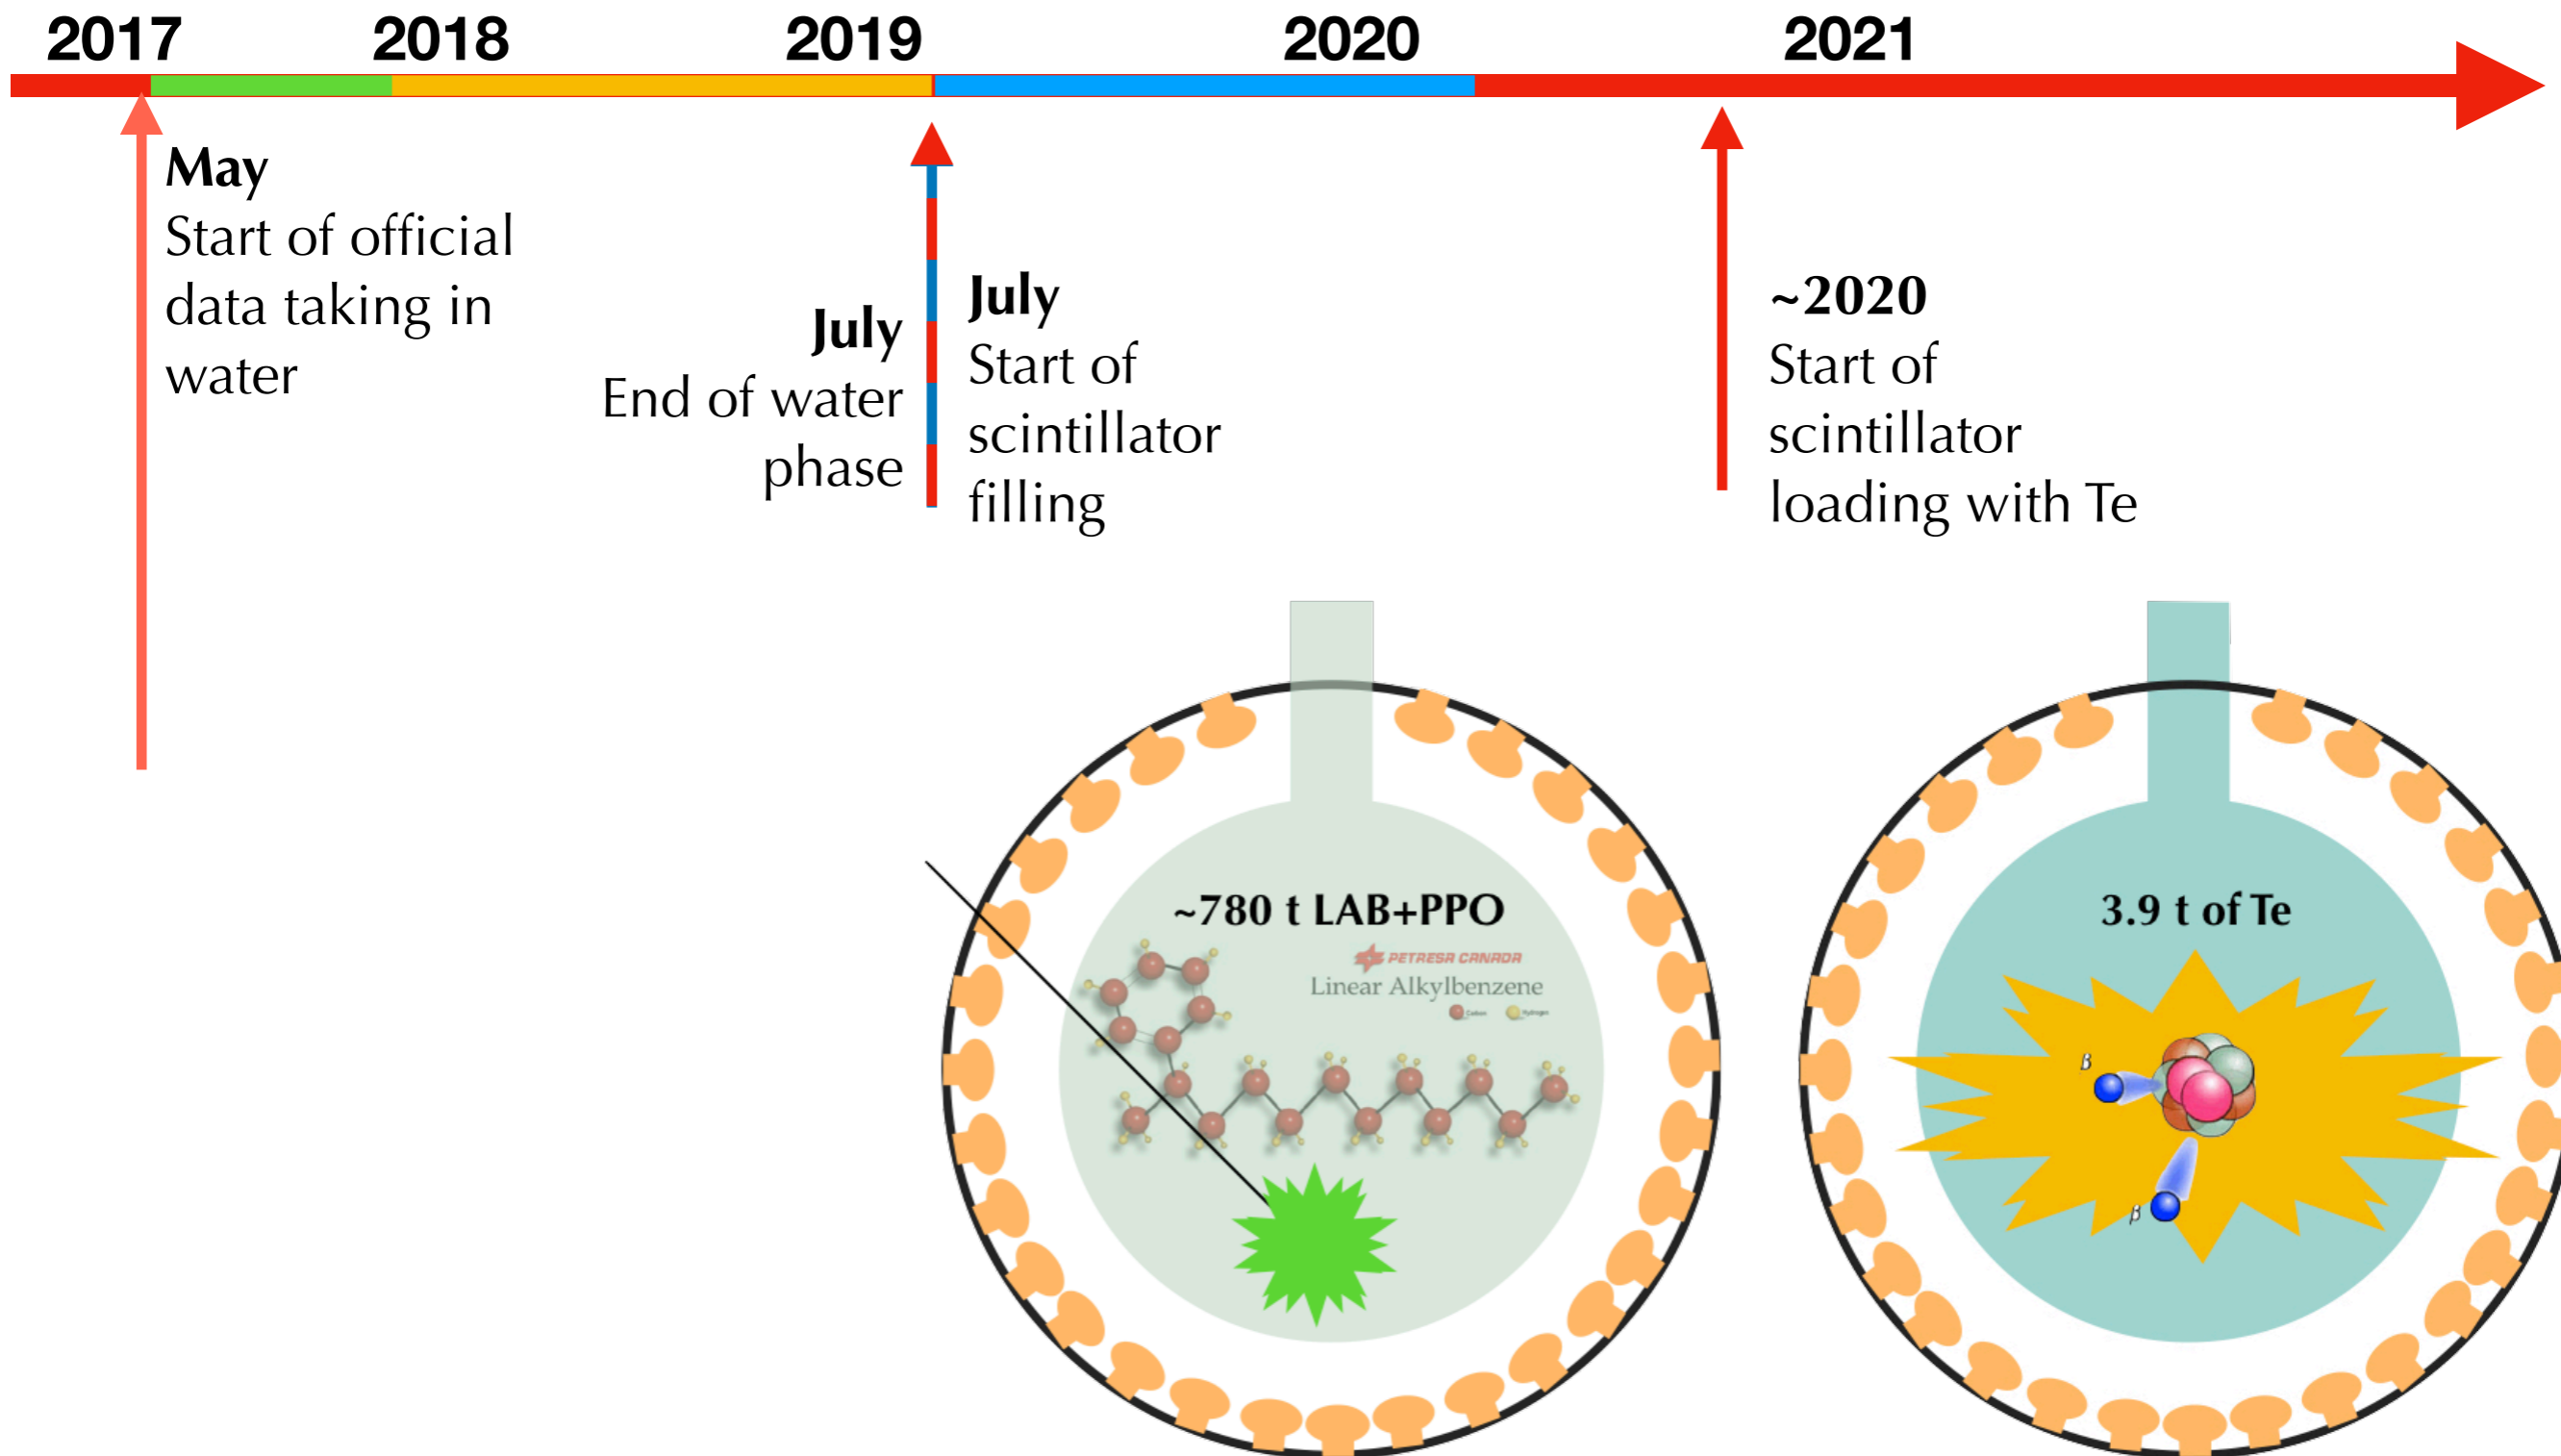 2017 2018 2019 2020 2021
May
Start of official
data taking in
water
July
End of water
phase
July
Start of
scintillator
filling
~2020
Start of
scintillator
loading with Te
~780 t LAB+PPO
PETRESA CANADA
Linear Alkylbenzene
Carbon Hydrogen
3.9 t of Te
β
β